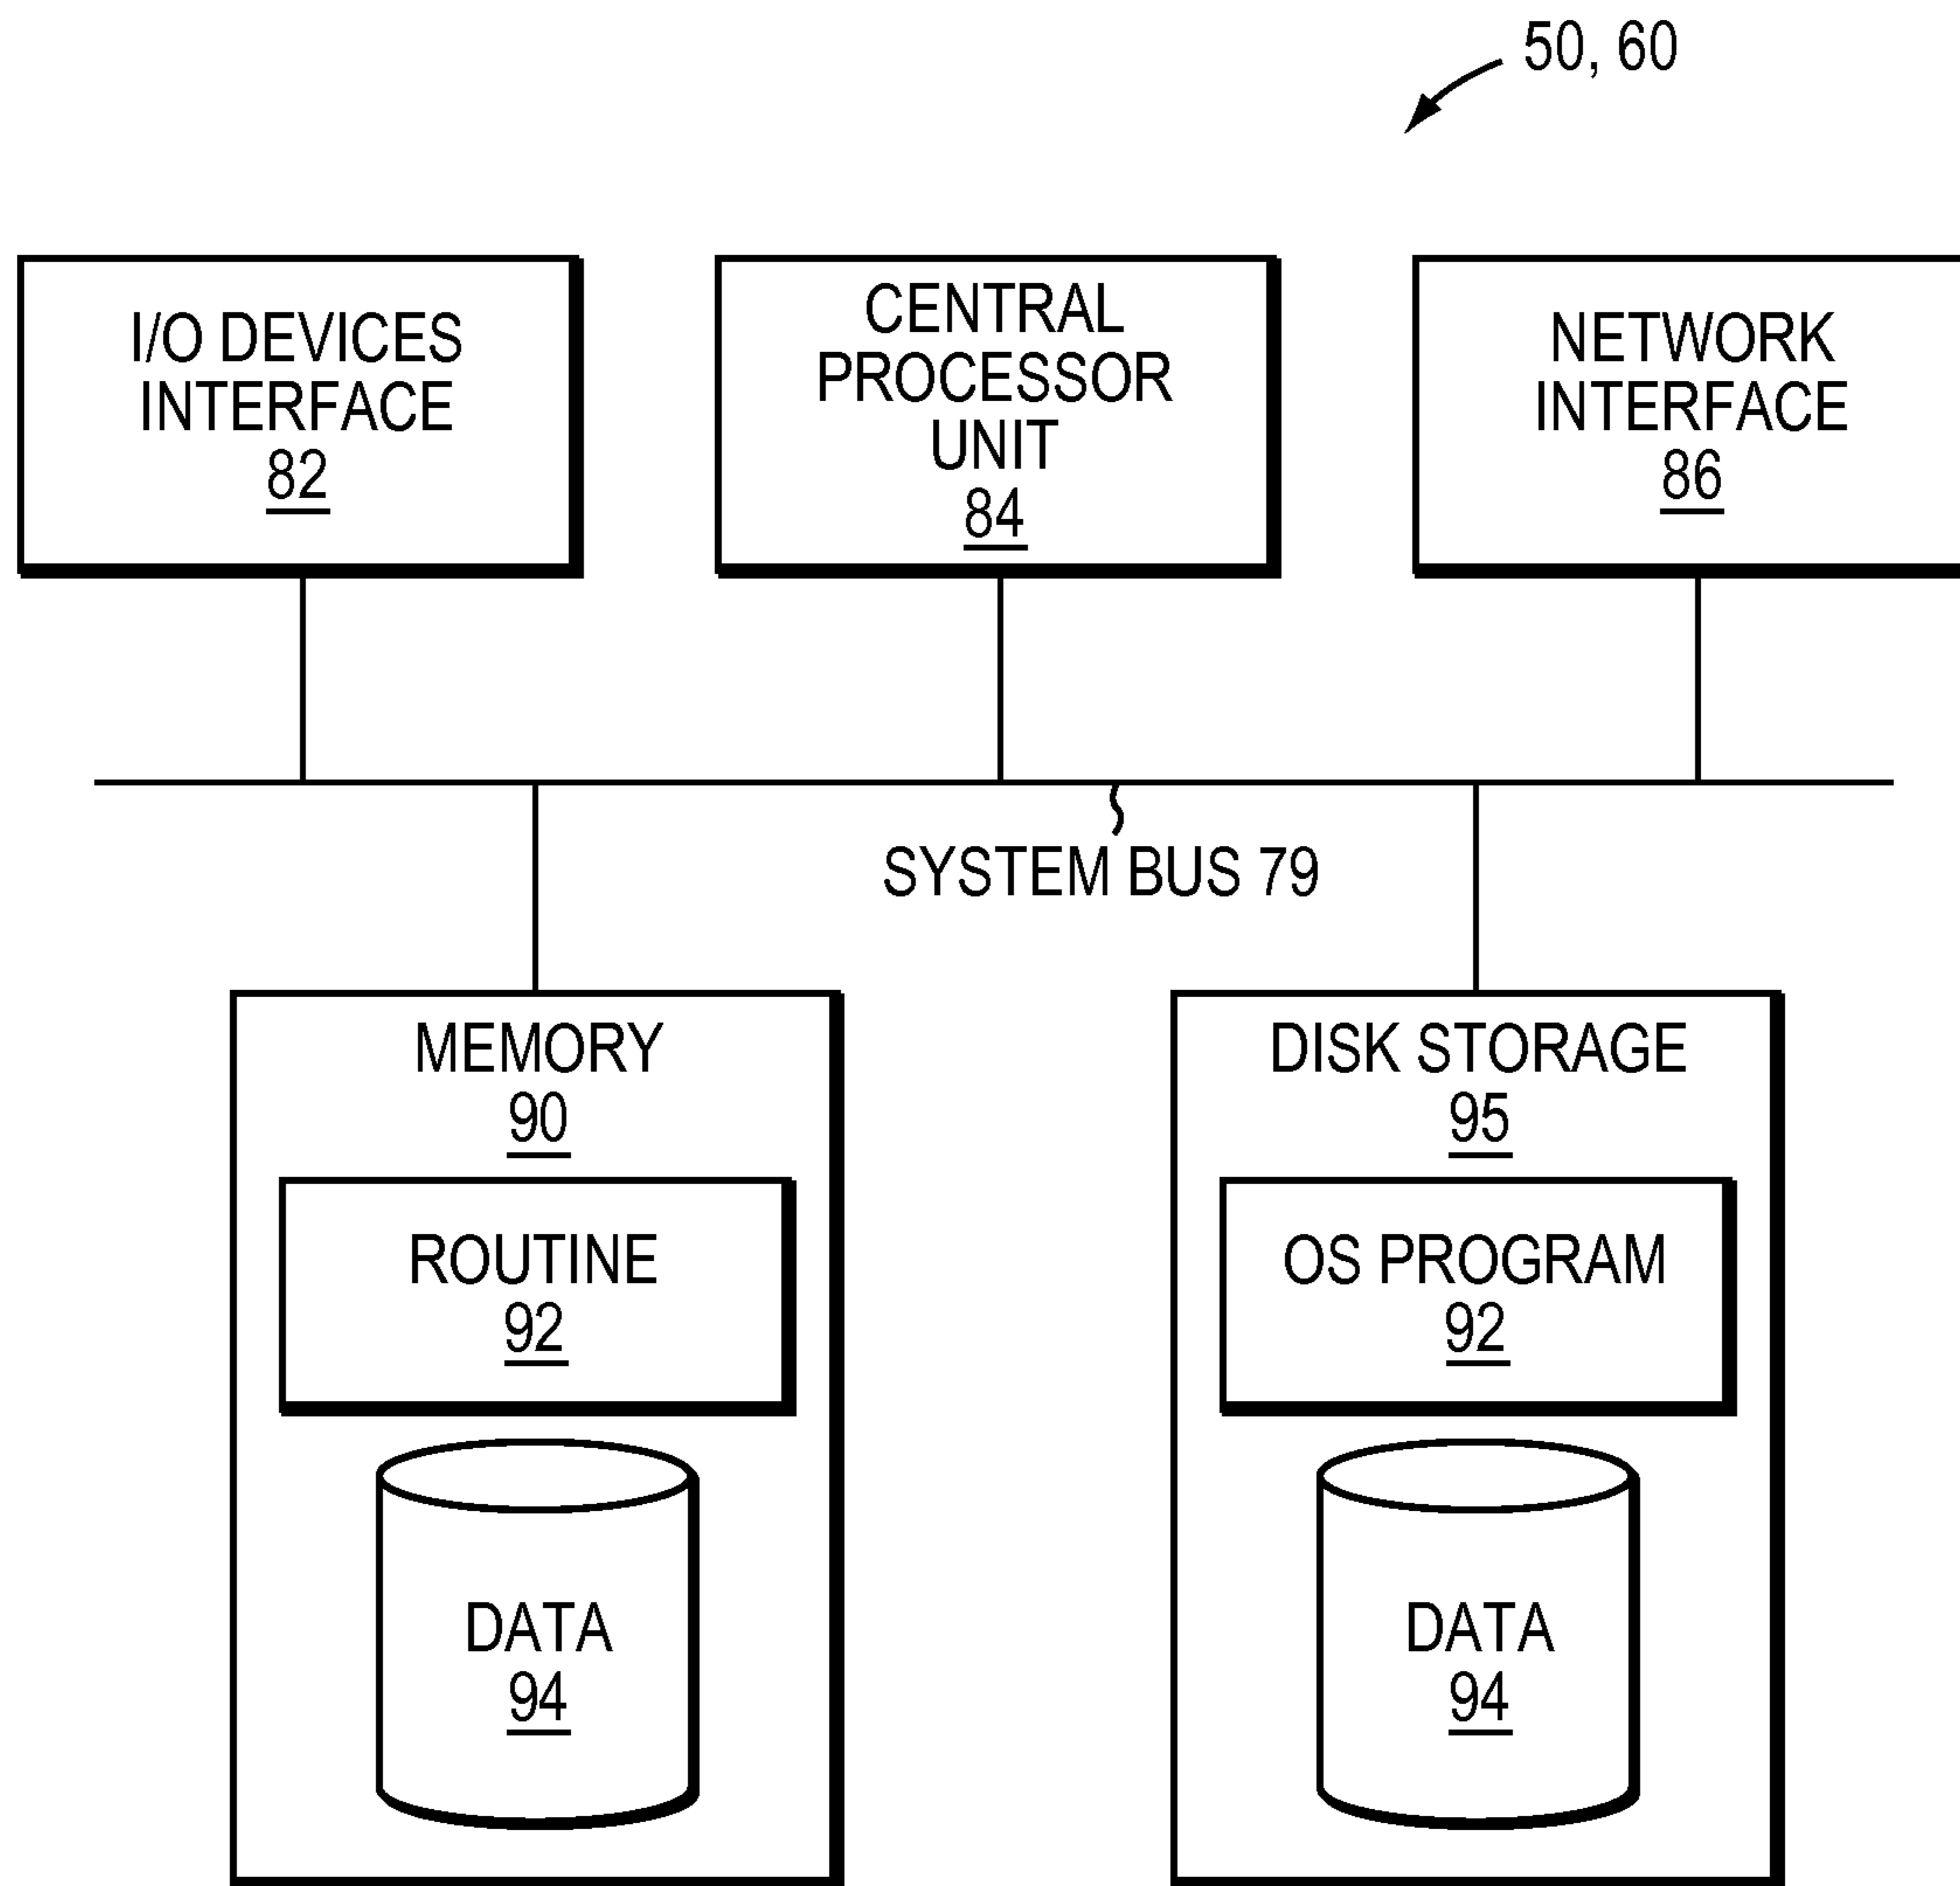 50, 60
I/O DEVICES
INTERFACE
82
CENTRAL
PROCESSOR
UNIT
84
NETWORK
INTERFACE
86
SYSTEM BUS 79
MEMORY
90
ROUTINE
92
DATA
94
DISK STORAGE
95
OS PROGRAM
92
DATA
94